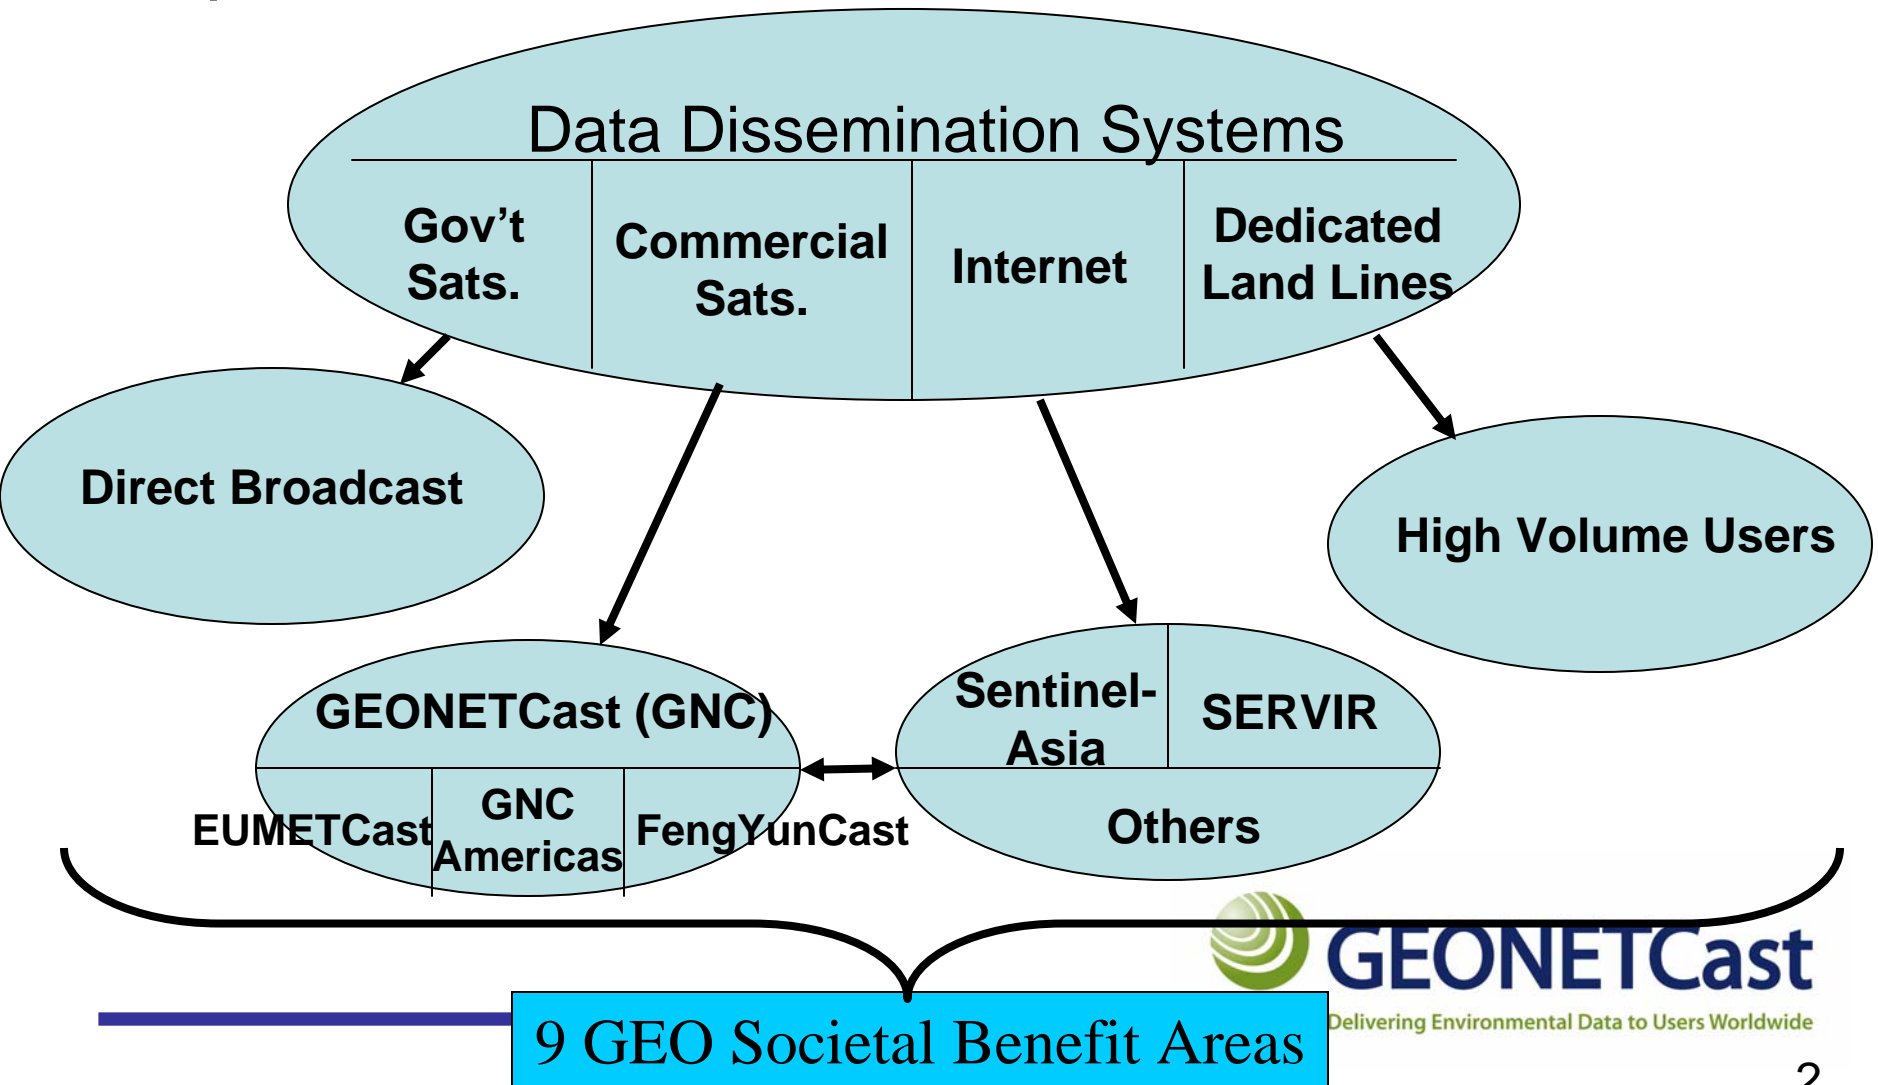 Data Dissemination Systems
Gov’t
Sats.
Commercial
Sats.
Internet
Dedicated
Land Lines
Direct Broadcast
High Volume Users
GEONETCast (GNC)
EUMETCast
GNC
Americas
FengYunCast
Sentinel-
Asia
SERVIR
Others
GEONETCast
Delivering Environmental Data to Users Worldwide
9 GEO Societal Benefit Areas
2